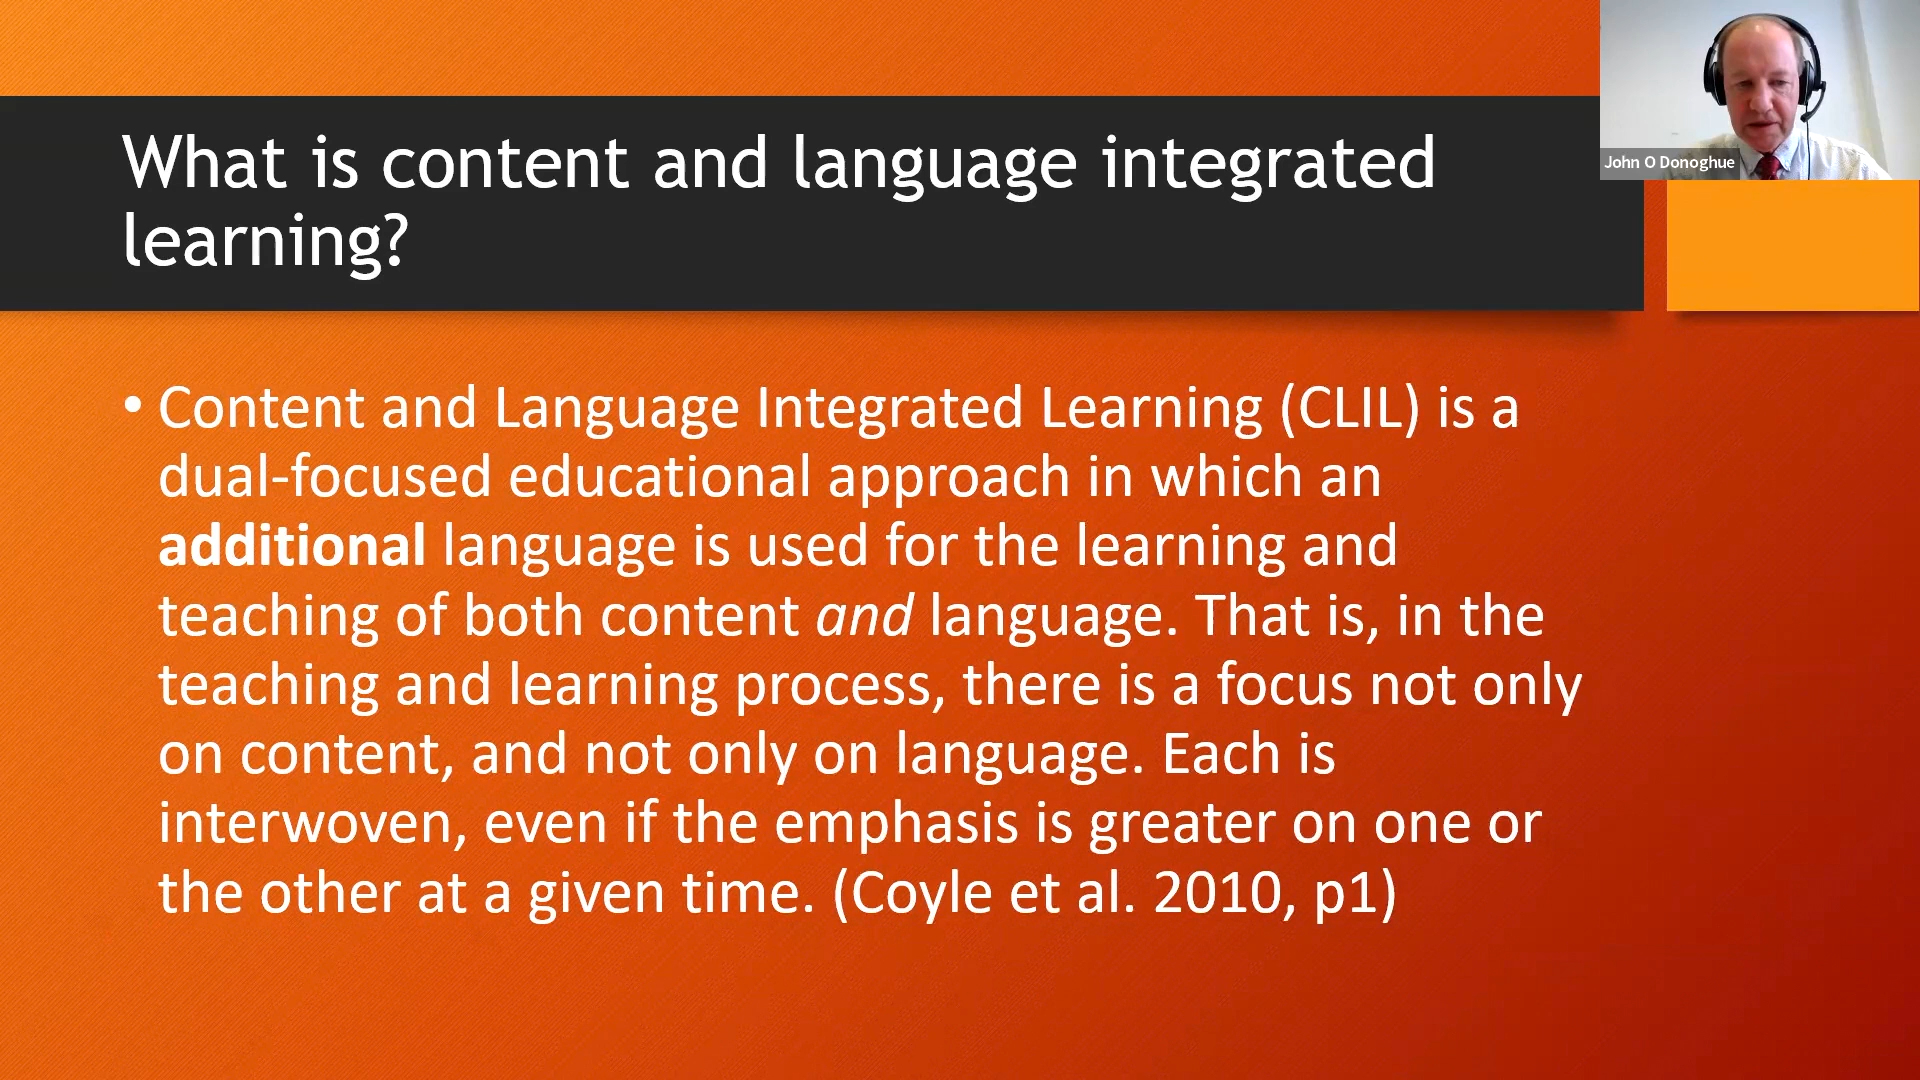 What is content and language integrated
learning?
John O Donoghue
• Content and Language Integrated Learning (CLIL) is a
dual-focused educational approach in which an
additional language is used for the learning and
teaching of both content and language. That is, in the
teaching and learning process, there is a focus not only
on content, and not only on language. Each is
interwoven, even if the emphasis is greater on one or
the other at a given time. (Coyle et al. 2010, p1)